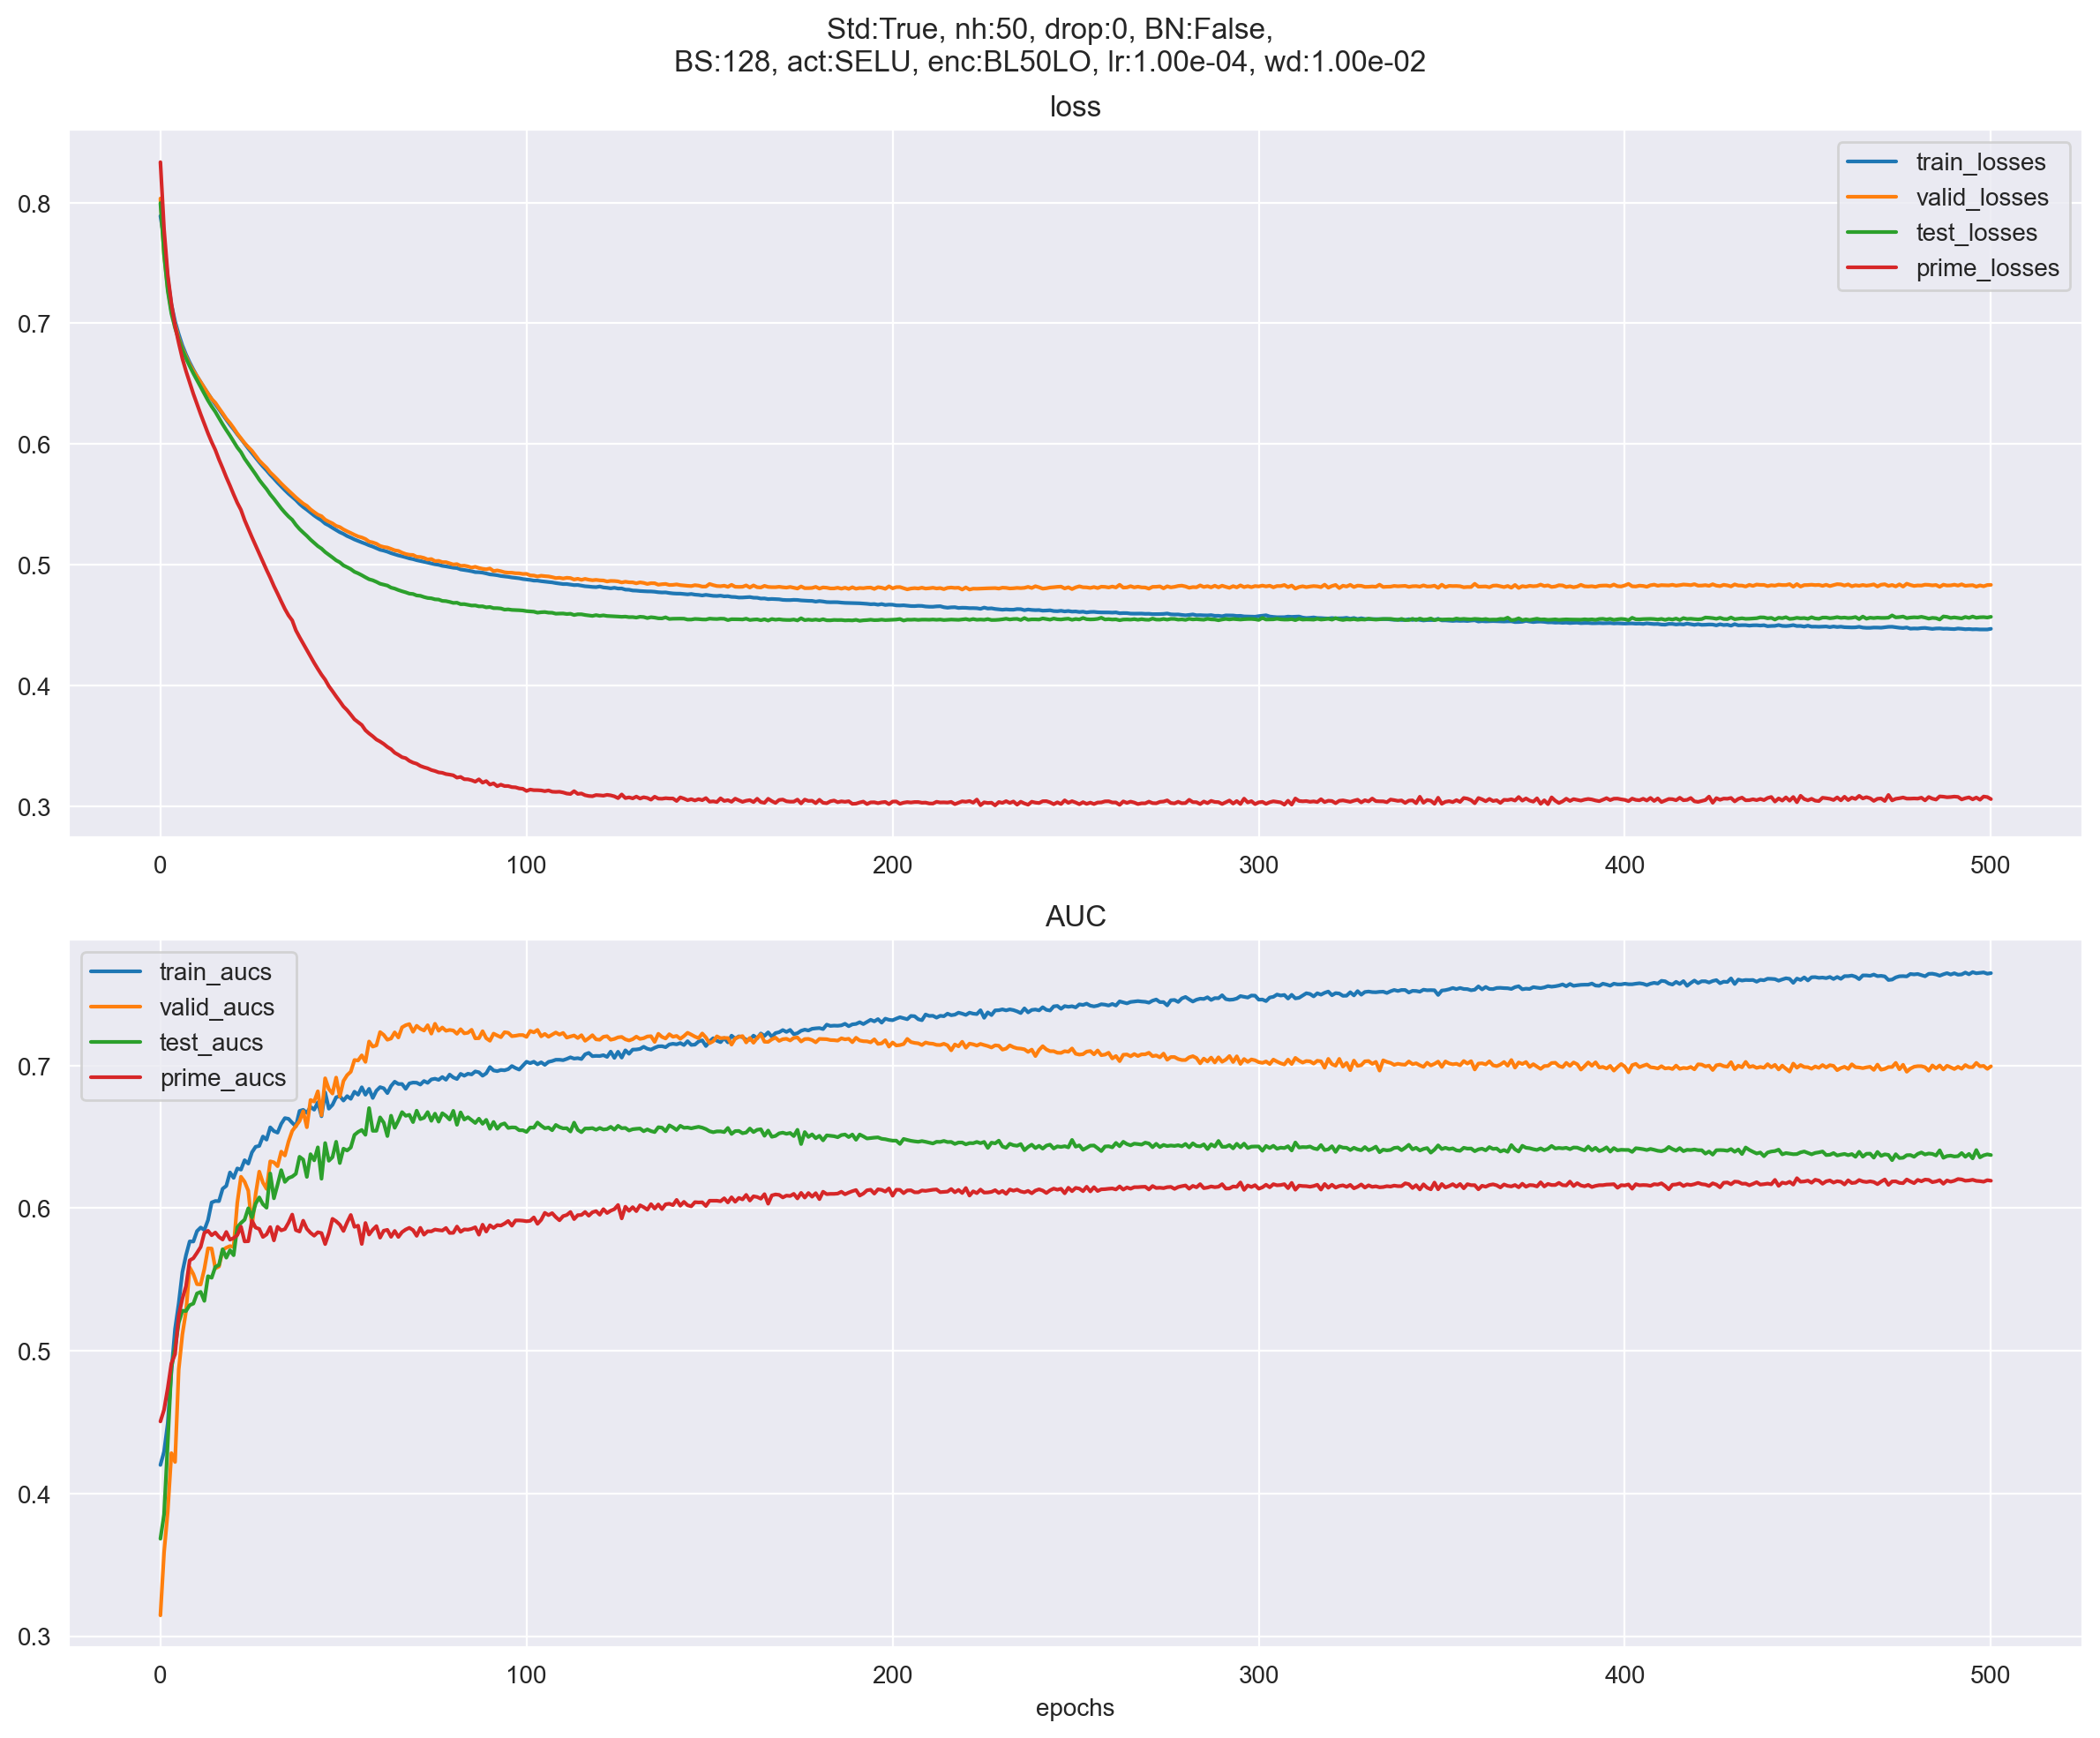 Std:True, nh:50, drop:0, BN:False,
BS:128, act:SELU, enc:BL50LO, lr:1.00e-04, wd:1.00e-02
loss
train_losses
valid_losses
test_losses
prime_losses
0.8
0.7
0.6
0.5
0.4
0.3
0
100
200
300
400
500
AUC
train_aucs
valid_aucs
test_aucs
prime_aucs
0.7
0.6
0.5
0.4
0.3
0
100
200
300
400
500
epochs